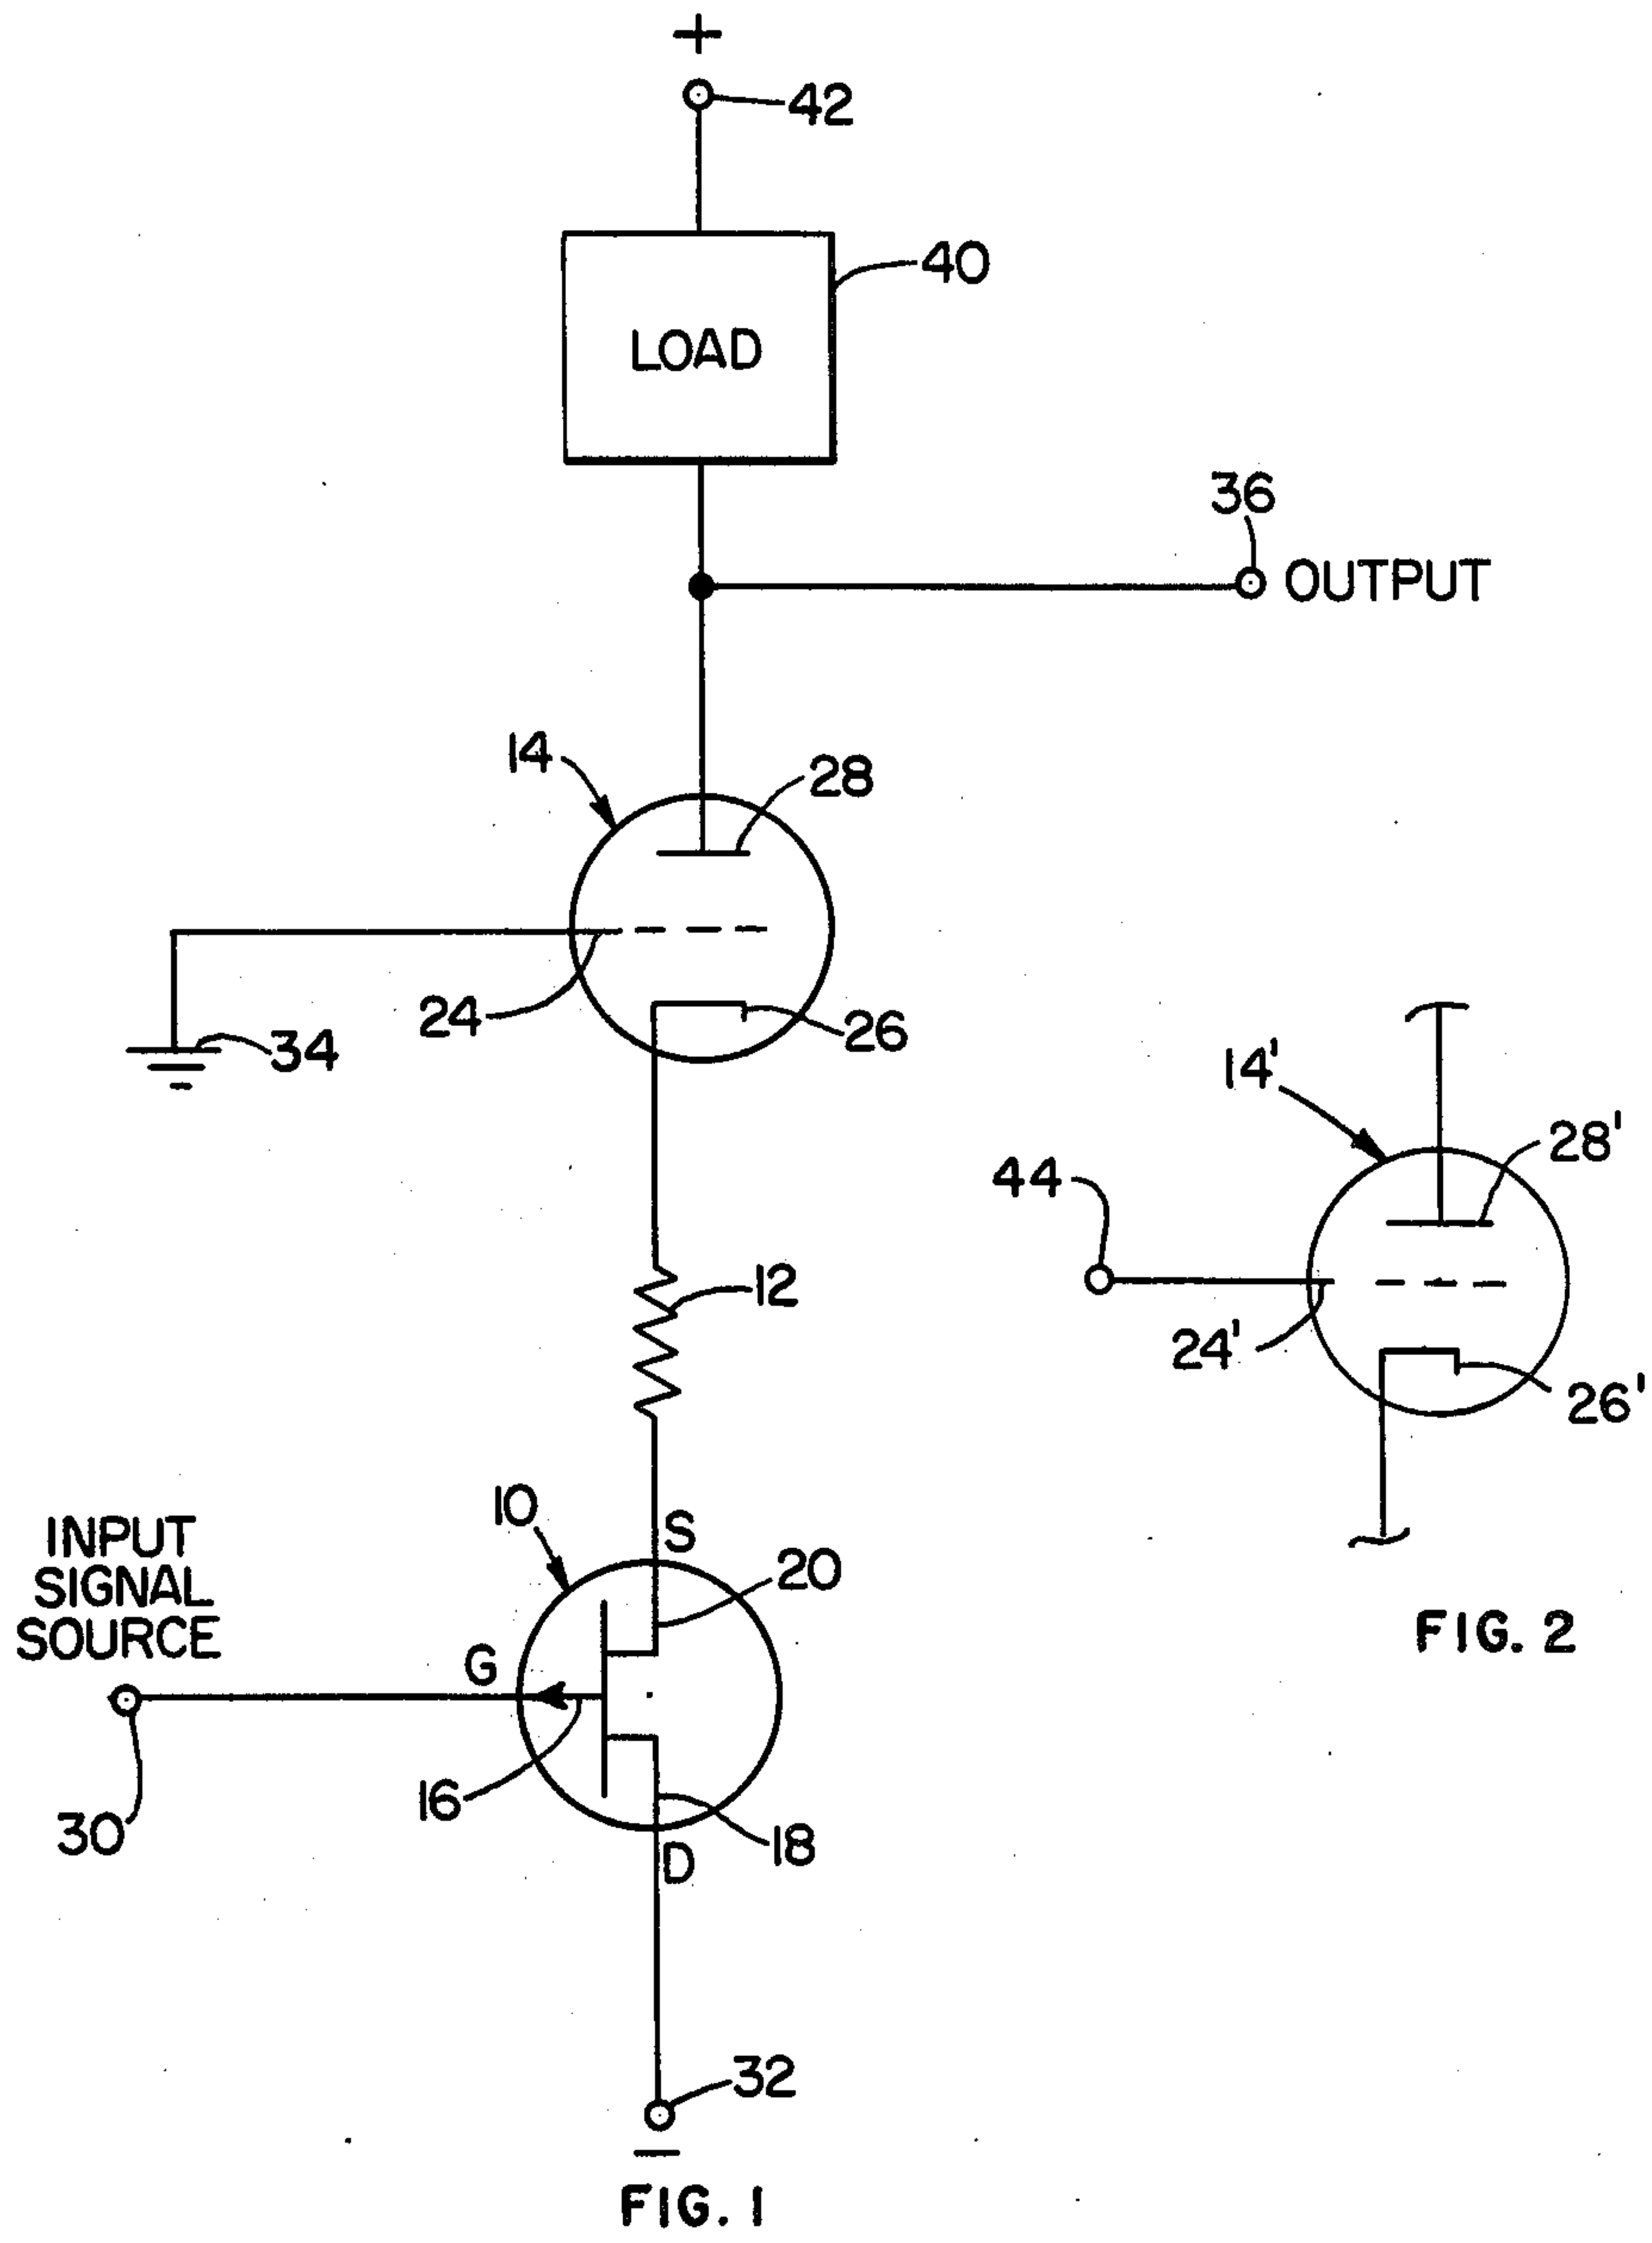 +
42
40
LOAD
36
OUTPUT
14
28
24
26
34
14'
28'
44
12
24'
26'
10
S
INPUT
SIGNAL
SOURCE
20
G
FIG. 2
16
30
18
D
32
−
FIG. 1